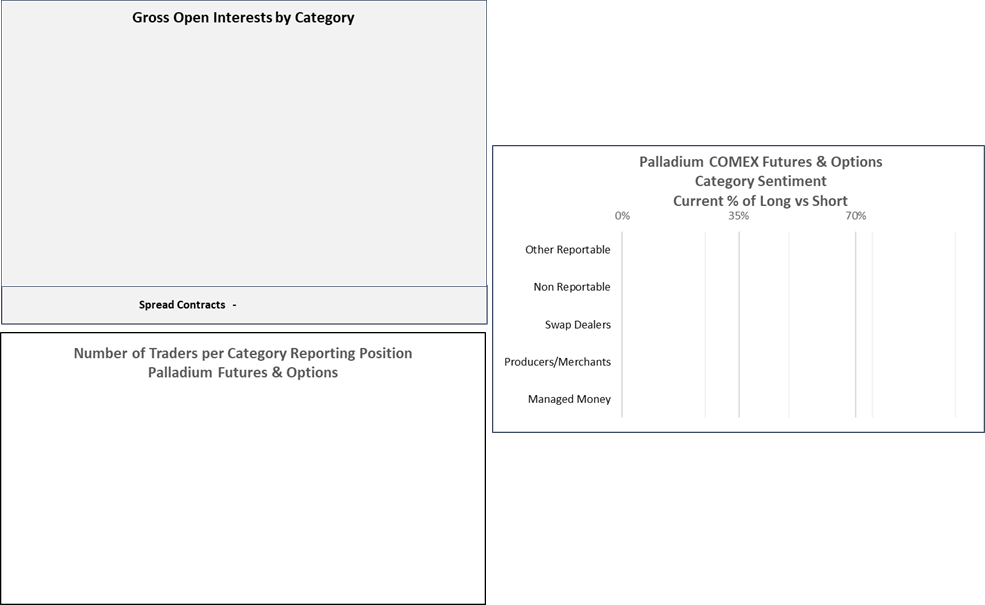 Gross Open Interests by Category
Spread Contracts -
Number of Traders per Category Reporting Position
Palladium Futures & Options
Palladium COMEX Futures & Options
Category Sentiment
Current % of Long vs Short
0% 35% 70%
Other Reportable
Non Reportable
Swap Dealers
Producers/Merchants
Managed Money